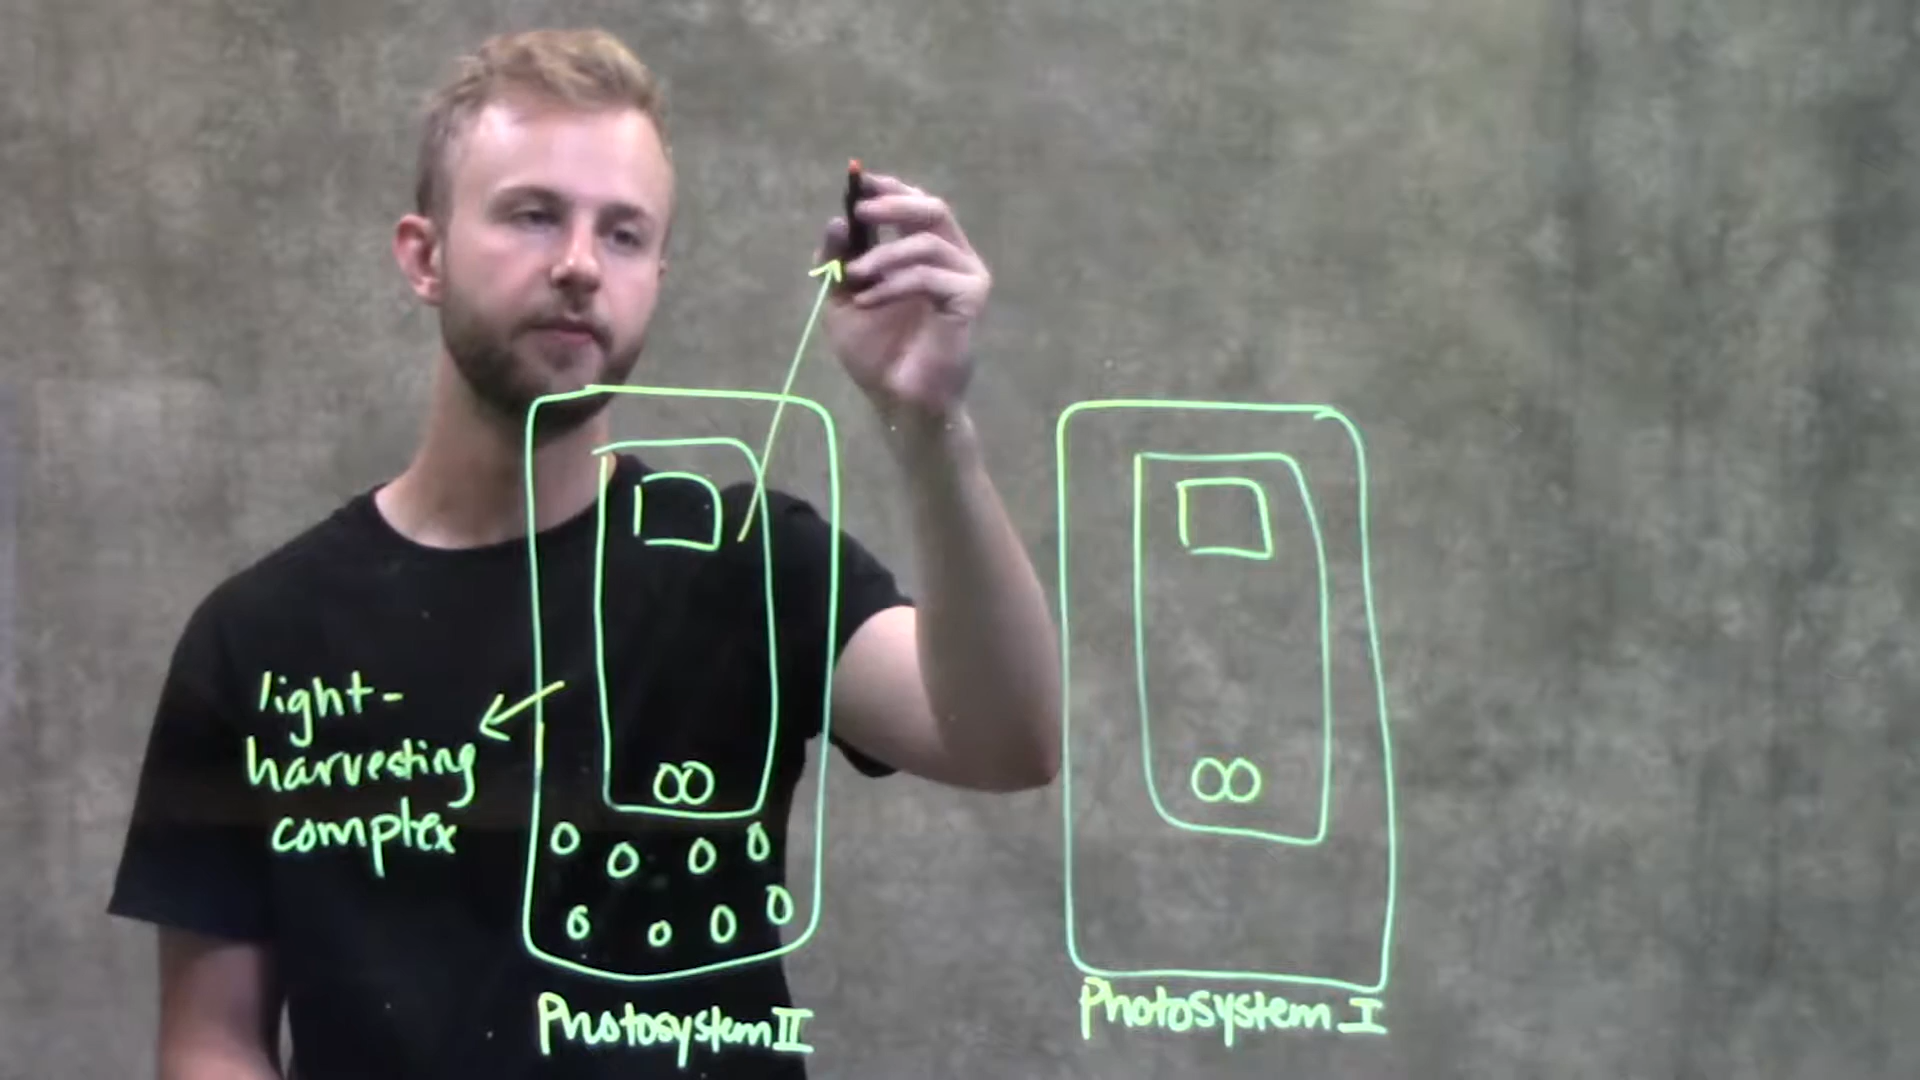 light-
harvesting
complex
Photosystem II
Photosystem I